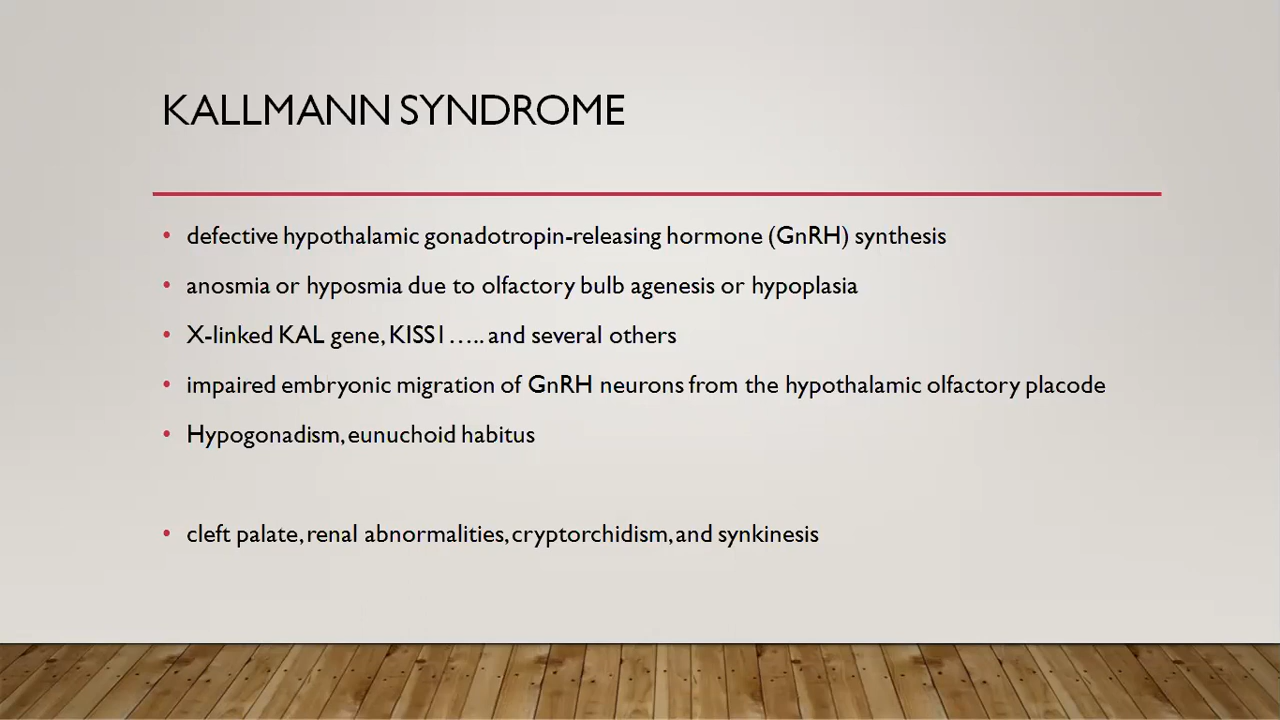 KALLMANN SYNDROME
• defective hypothalamic gonadotropin-releasing hormone (GnRH) synthesis
• anosmia or hyposmia due to olfactory bulb agenesis or hypoplasia
• X-linked KAL gene, KISS1 ….. and several others
• impaired embryonic migration of GnRH neurons from the hypothalamic olfactory placode
• Hypogonadism, eunuchoid habitus
• cleft palate, renal abnormalities, cryptorchidism, and synkinesis